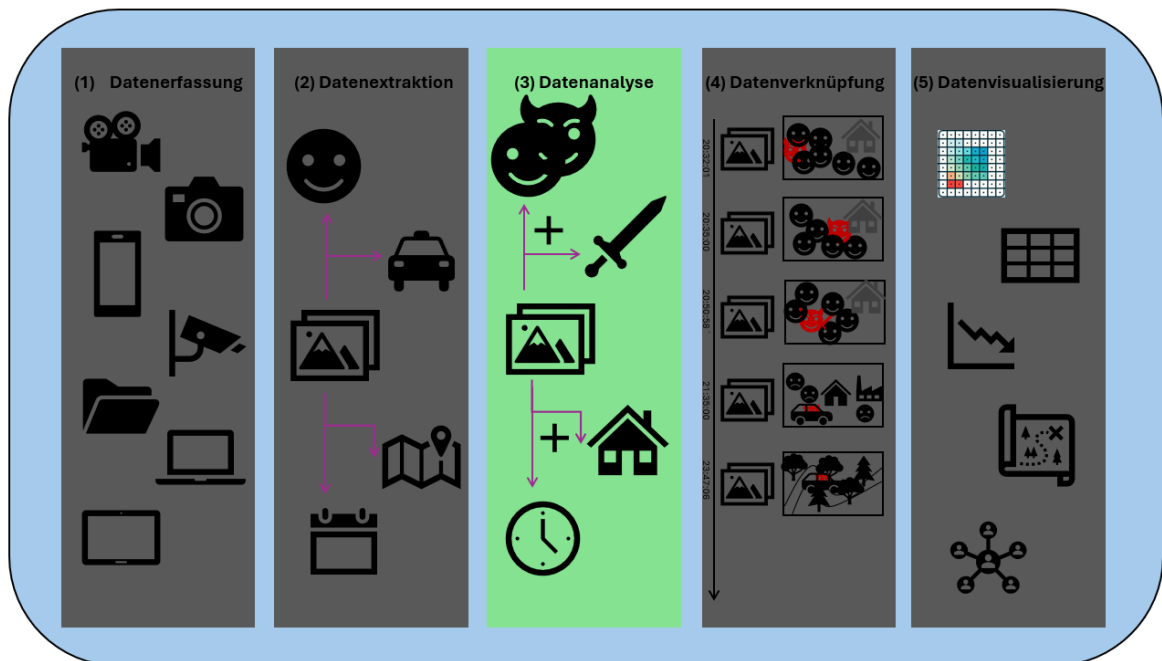 (1) Datenerfassung
(2) Datenextraktion
(3) Datenanalyse
(4) Datenverknüpfung
(5) Datenvisualisierung
20:32:01
20:35:00
20:50:58
21:35:00
23:47:06